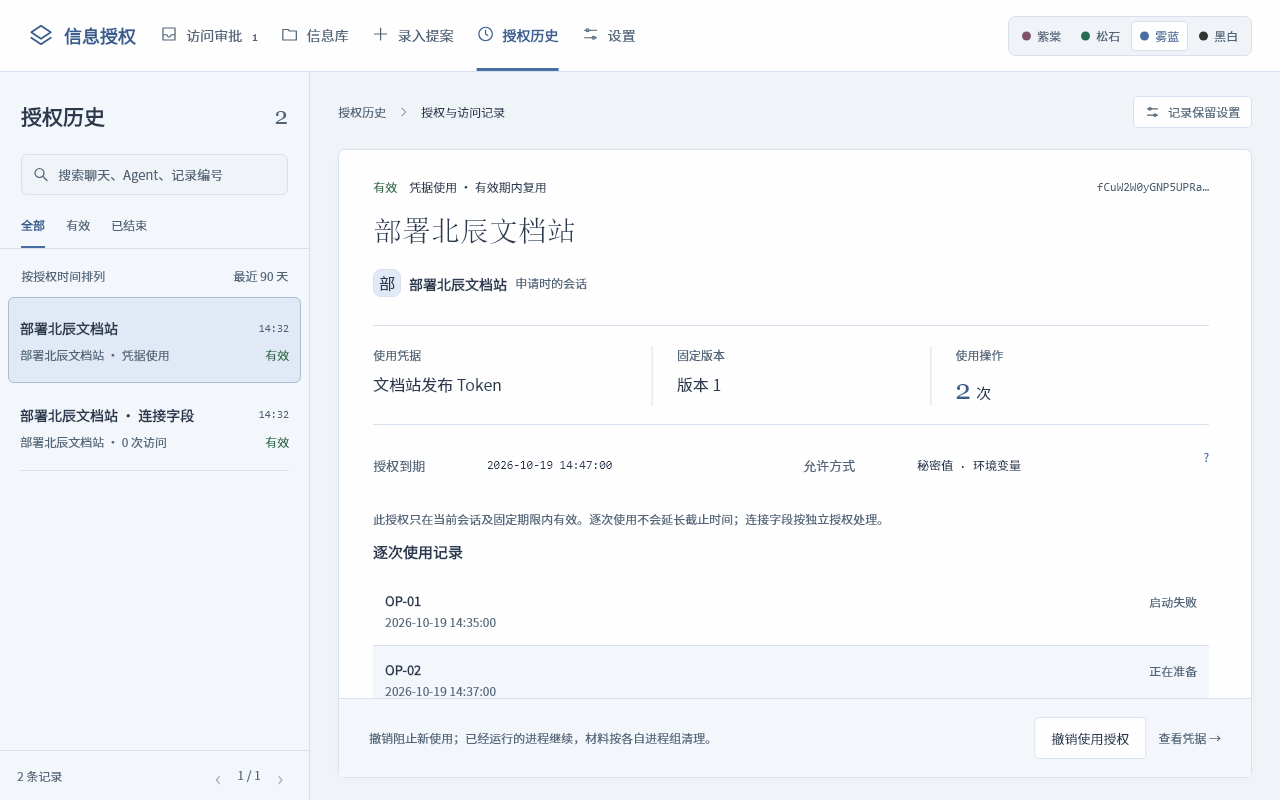 信息授权
访问审批 1
信息库
录入提案
授权历史
设置
紫棠
松石
雾蓝
黑白
授权历史 2
搜索聊天、Agent、记录编号
全部 有效 已结束
按授权时间排列 最近 90 天
部署北辰文档站 14:32
部署北辰文档站 · 凭据使用 有效
部署北辰文档站 · 连接字段 14:32
部署北辰文档站 · 0 次访问 有效
2 条记录 ‹ 1 / 1 ›
授权历史 > 授权与访问记录
记录保留设置
有效 凭据使用 · 有效期内复用 fCuW2W0yGNP5UPRa…
部署北辰文档站
部 部署北辰文档站 申请时的会话
使用凭据 固定版本 使用操作
文档站发布 Token 版本 1 2 次
授权到期 2026-10-19 14:47:00 允许方式 秘密值 · 环境变量 ?
此授权只在当前会话及固定期限内有效。逐次使用不会延长截止时间；连接字段按独立授权处理。
逐次使用记录
OP-01 启动失败
2026-10-19 14:35:00
OP-02 正在准备
2026-10-19 14:37:00
撤销阻止新使用；已经运行的进程继续，材料按各自进程组清理。
撤销使用授权
查看凭据 →